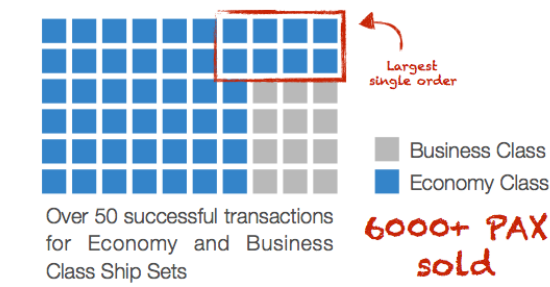 Largest
single order
Business Class
Economy Class
Over 50 successful transactions
for Economy and Business
Class Ship Sets
6000+ PAX
sold